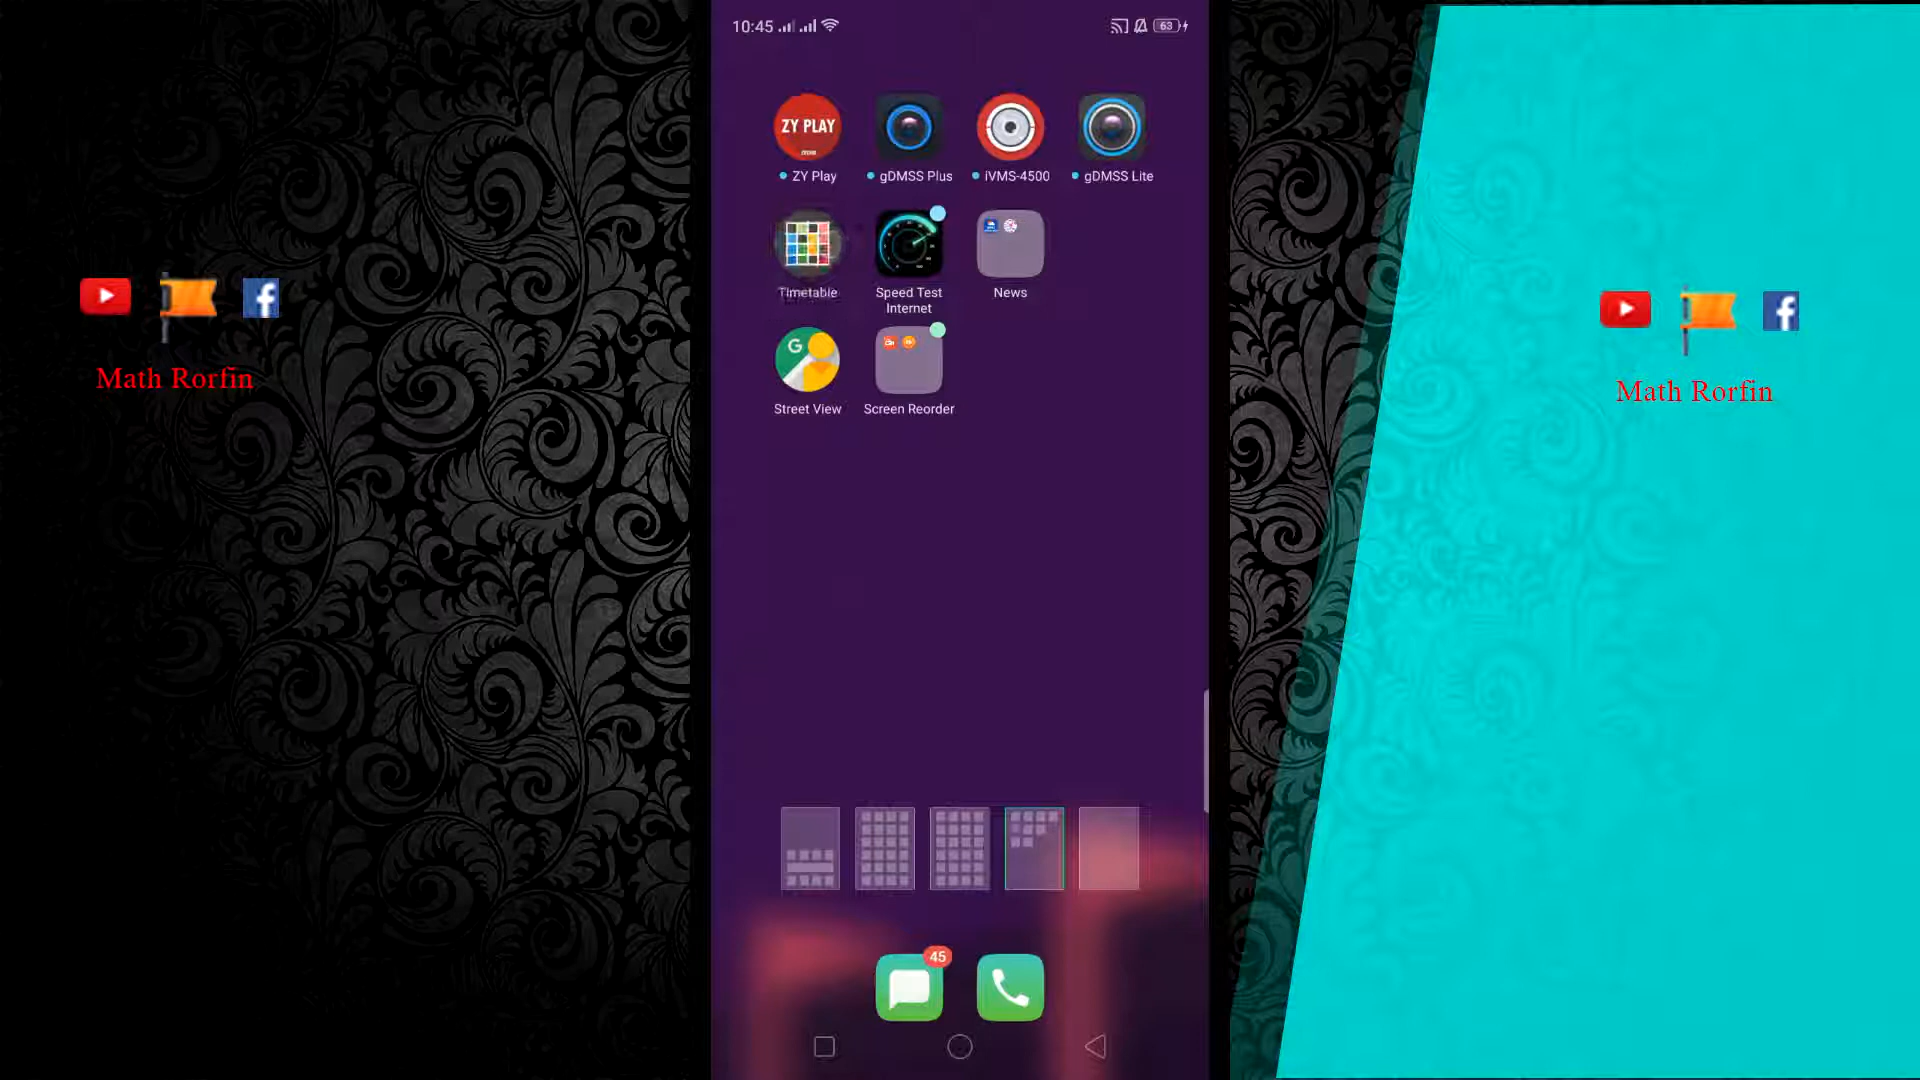 10:45
63
ZY PLAY
ZY Play
gDMSS Plus
iVMS-4500
gDMSS Lite
Timetable
Speed Test
Internet
News
G
Street View
Screen Reorder
Math Rorfin
Math Rorfin
45